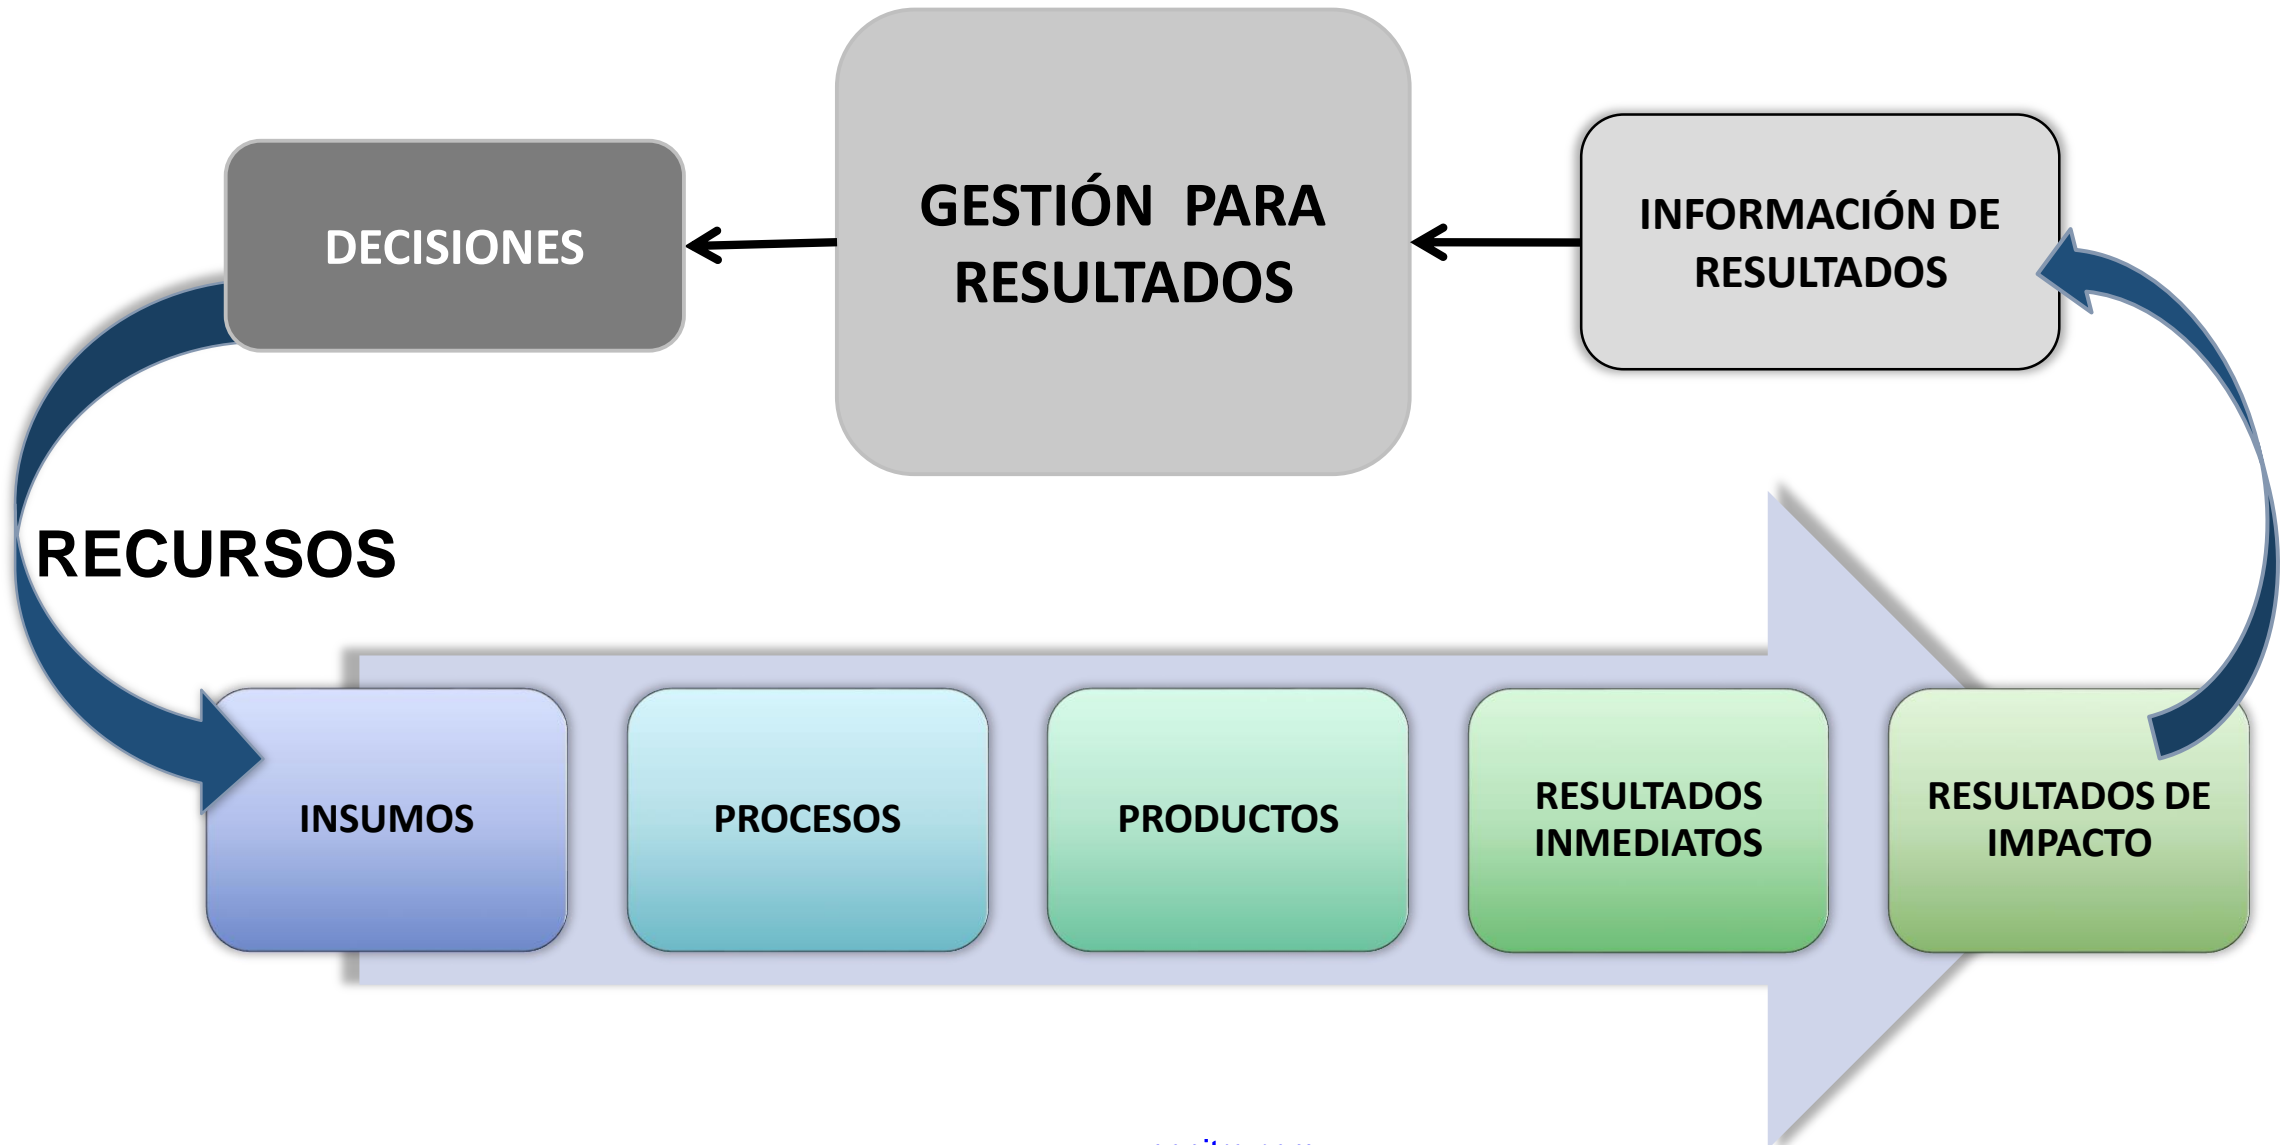 GESTIÓN PARA
RESULTADOS
DECISIONES
INFORMACIÓN DE
RESULTADOS
RECURSOS
INSUMOS
PROCESOS
PRODUCTOS
RESULTADOS
INMEDIATOS
RESULTADOS DE
IMPACTO